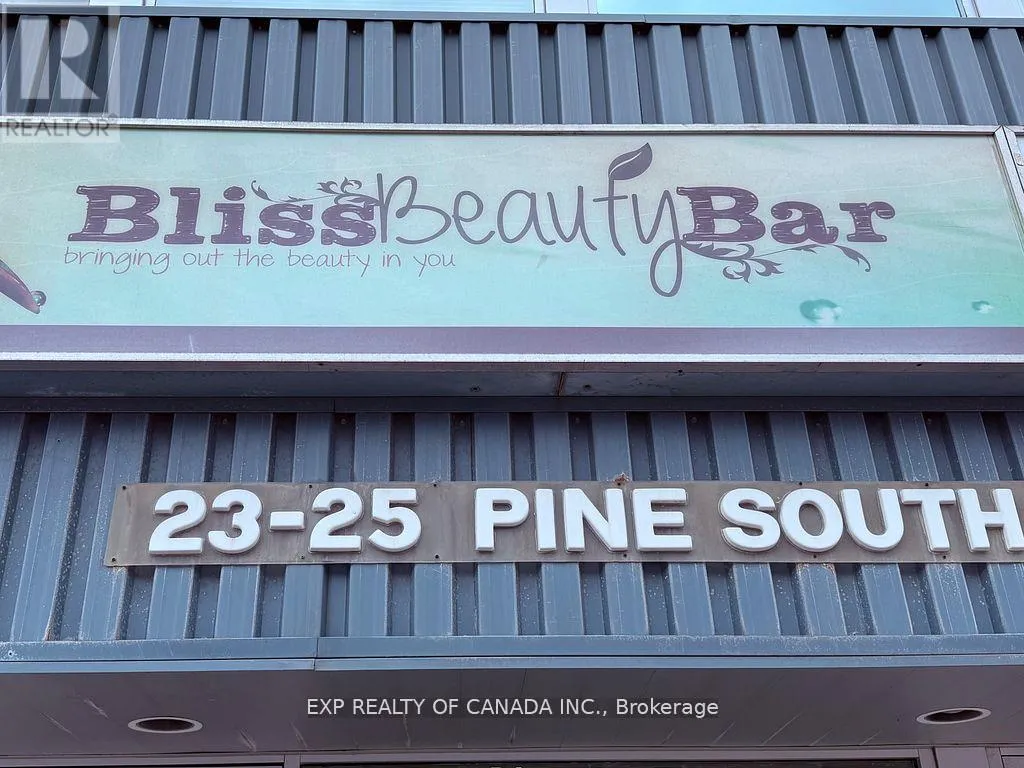 REALTOR®
BlissBeautyBar
bringing out the beauty in you
23-25 PINE SOUTH
EXP REALTY OF CANADA INC., Brokerage